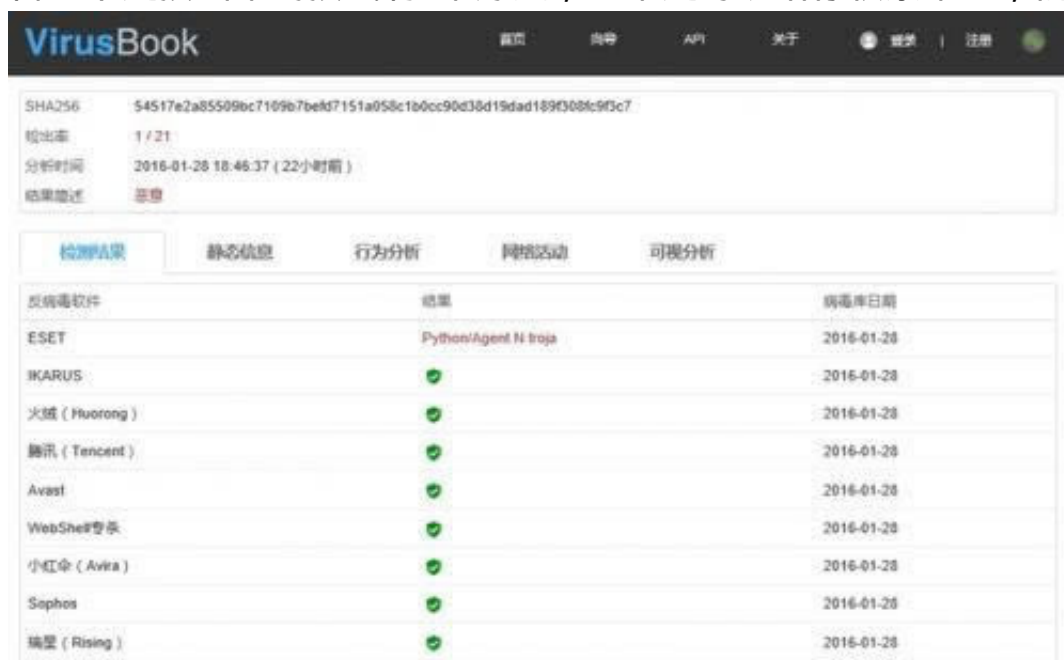 VirusBook
首页 向导 API 关于 登录 | 注册
SHA256 54517e2a85509bc7109b7befd7151a058c1b0cc90d38d19dad189f308fc9f3c7
检出率 1 / 21
分析时间 2016-01-28 18:46:37 ( 22小时前 )
结果描述 恶意
检测结果 静态信息 行为分析 网络活动 可视分析
反病毒软件 结果 病毒库日期
ESET Python/Agent N troja 2016-01-28
IKARUS 2016-01-28
火绒 ( Huorong ) 2016-01-28
腾讯 ( Tencent ) 2016-01-28
Avast 2016-01-28
WebShell专杀 2016-01-28
小红伞 ( Avira ) 2016-01-28
Sophos 2016-01-28
瑞星 ( Rising ) 2016-01-28